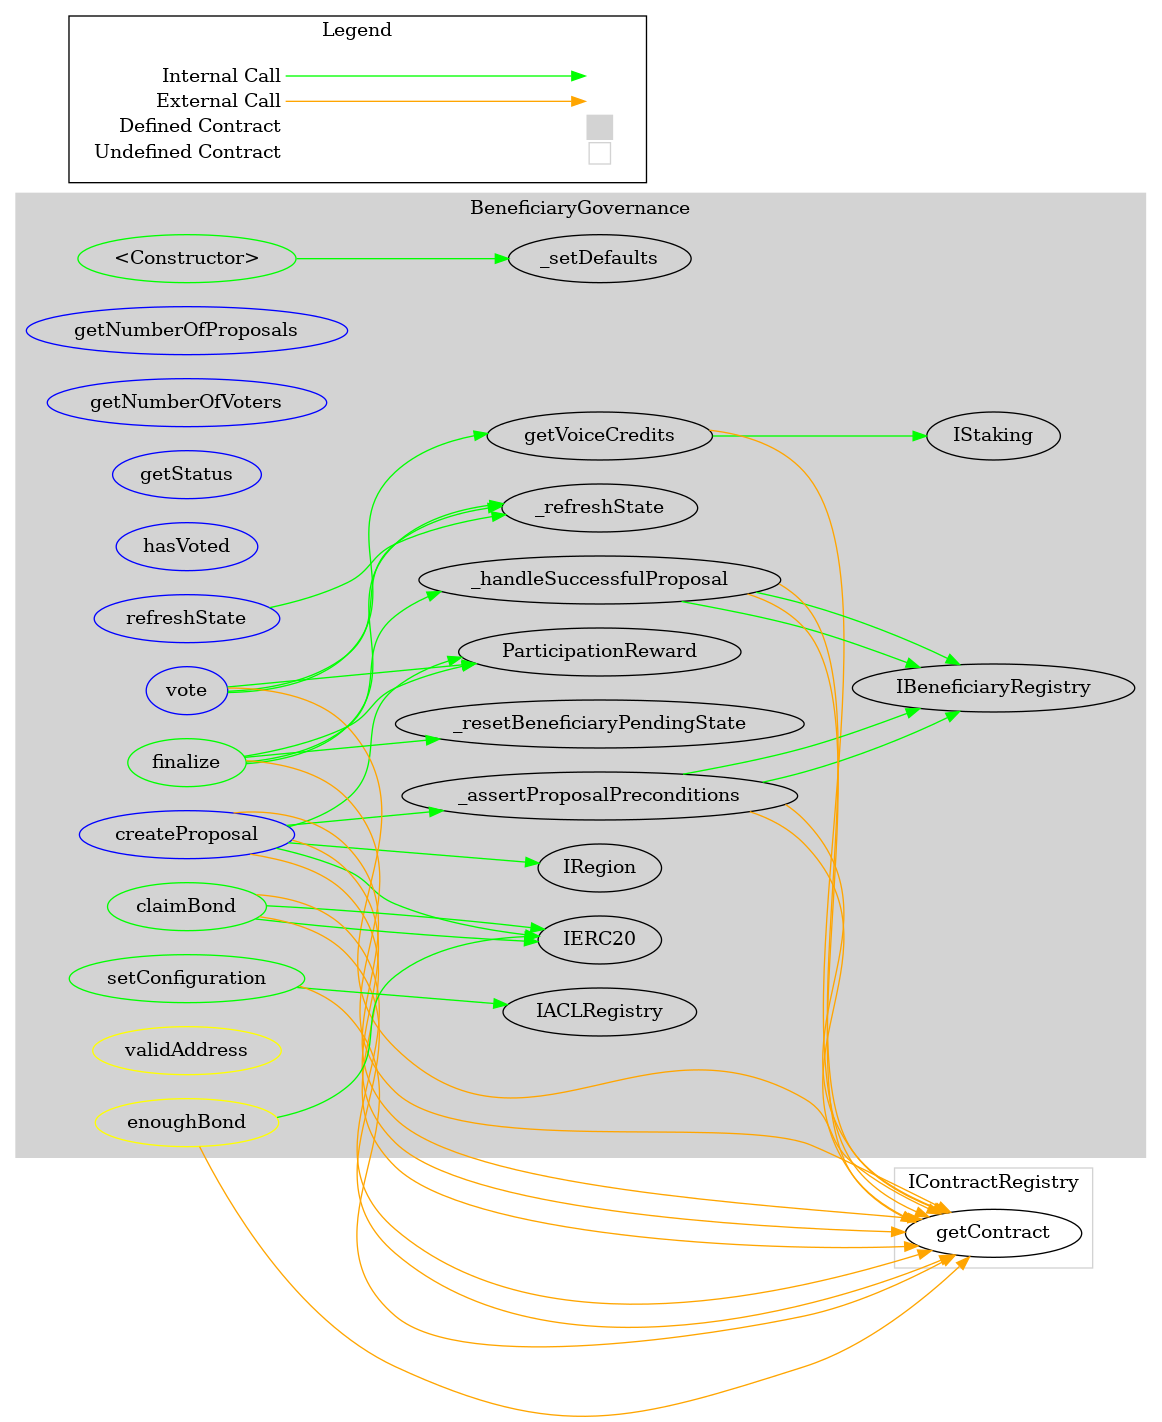 Legend
Internal Call
External Call
Defined Contract
Undefined Contract
BeneficiaryGovernance
<Constructor>
_setDefaults
getNumberOfProposals
getNumberOfVoters
getVoiceCredits
IStaking
getStatus
_refreshState
hasVoted
_handleSuccessfulProposal
refreshState
ParticipationReward
vote
IBeneficiaryRegistry
_resetBeneficiaryPendingState
finalize
_assertProposalPreconditions
createProposal
IRegion
claimBond
IERC20
setConfiguration
IACLRegistry
validAddress
enoughBond
IContractRegistry
getContract